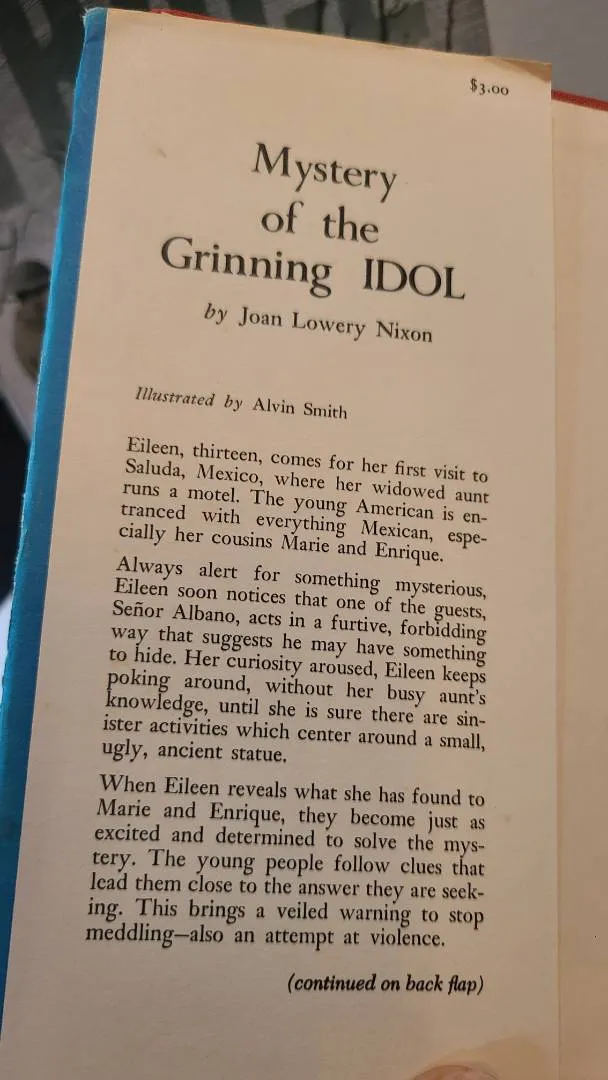 $3.00
Mystery
of the
Grinning IDOL
by Joan Lowery Nixon
Illustrated by Alvin Smith
Eileen, thirteen, comes for her first visit to
Saluda, Mexico, where her widowed aunt
runs a motel. The young American is en-
tranced with everything Mexican, espe-
cially her cousins Marie and Enrique.
Always alert for something mysterious,
Eileen soon notices that one of the guests,
Señor Albano, acts in a furtive, forbidding
way that suggests he may have something
to hide. Her curiosity aroused, Eileen keeps
poking around, without her busy aunt's
knowledge, until she is sure there are sin-
ister activities which center around a small,
ugly, ancient statue.
When Eileen reveals what she has found to
Marie and Enrique, they become just as
excited and determined to solve the mys-
tery. The young people follow clues that
lead them close to the answer they are seek-
ing. This brings a veiled warning to stop
meddling—also an attempt at violence.
(continued on back flap)